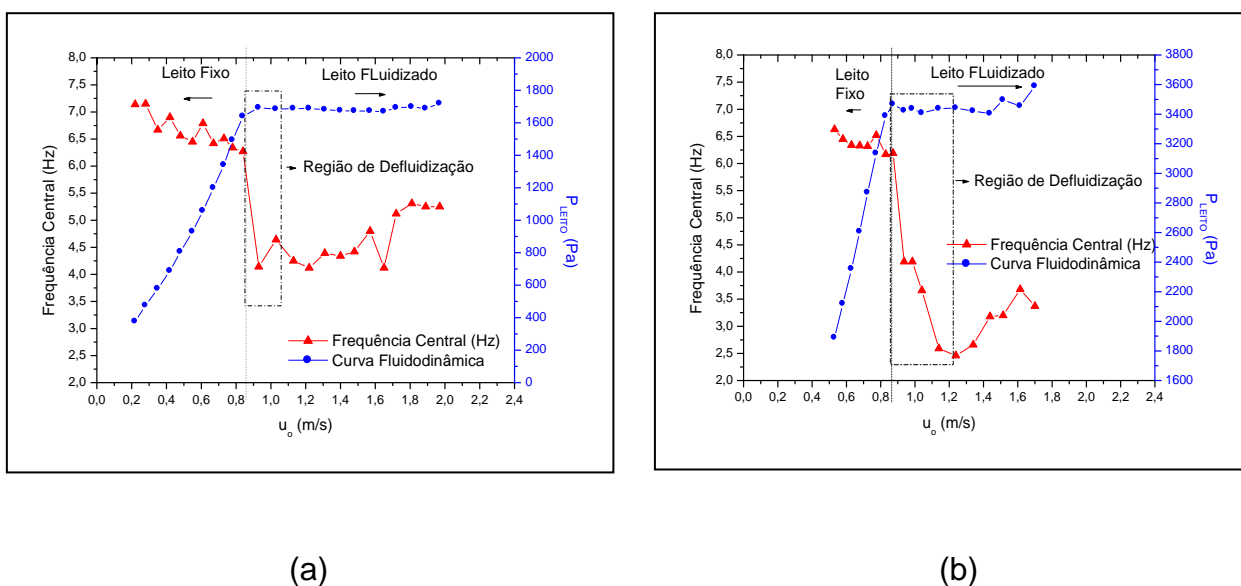 Leito Fixo
Leito FLuidizado
Região de Defluidização
Frequência Central (Hz)
Curva Fluidodinâmica
Frequência Central (Hz)
8,0
7,5
7,0
6,5
6,0
5,5
5,0
4,5
4,0
3,5
3,0
2,5
2,0
0,0 0,2 0,4 0,6 0,8 1,0 1,2 1,4 1,6 1,8 2,0 2,2 2,4
u_o (m/s)
2000
1800
1600
1400
1200
1000
800
600
400
200
0
P_LEITO (Pa)
(a)
Leito
Fixo
Leito FLuidizado
Região de Defluidização
Frequência Central (Hz)
Curva Fluidodinâmica
Frequência Central (Hz)
8,0
7,5
7,0
6,5
6,0
5,5
5,0
4,5
4,0
3,5
3,0
2,5
2,0
0,0 0,2 0,4 0,6 0,8 1,0 1,2 1,4 1,6 1,8 2,0 2,2 2,4
u_o (m/s)
3800
3600
3400
3200
3000
2800
2600
2400
2200
2000
1800
1600
P_LEITO (Pa)
(b)